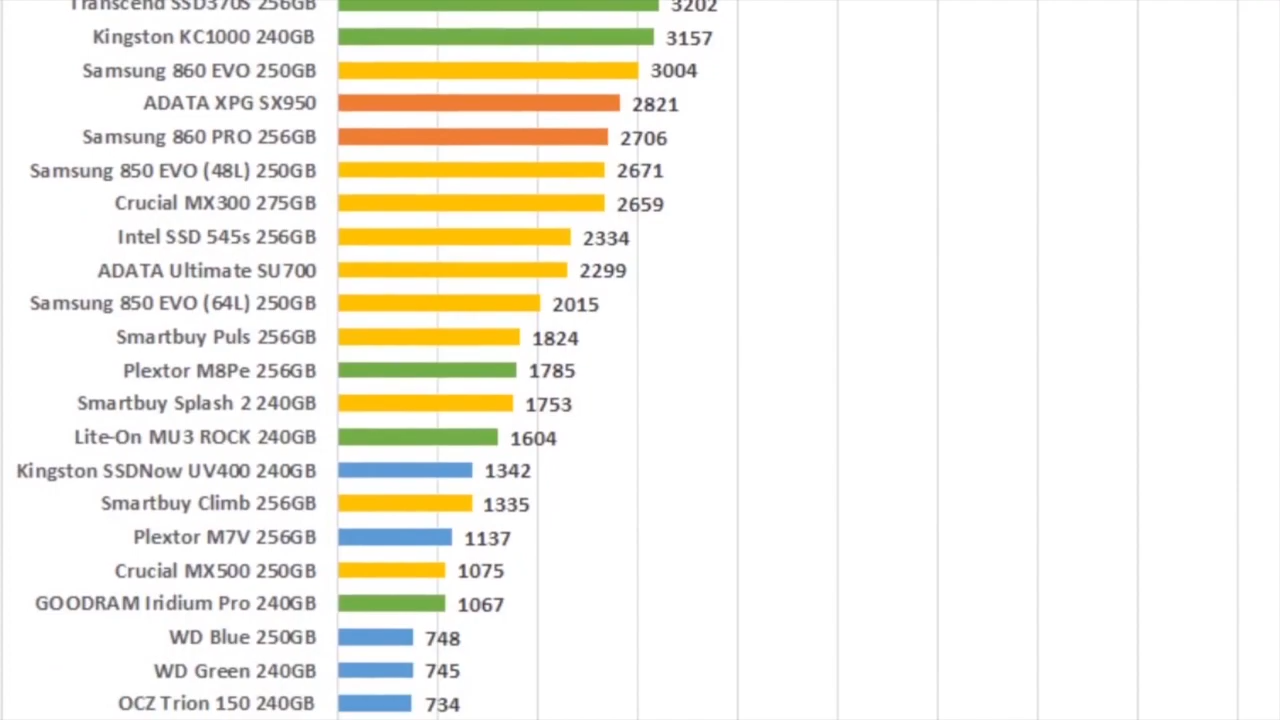 Transcend SSD370S 256GB 3202
Kingston KC1000 240GB 3157
Samsung 860 EVO 250GB 3004
ADATA XPG SX950 2821
Samsung 860 PRO 256GB 2706
Samsung 850 EVO (48L) 250GB 2671
Crucial MX300 275GB 2659
Intel SSD 545s 256GB 2334
ADATA Ultimate SU700 2299
Samsung 850 EVO (64L) 250GB 2015
Smartbuy Puls 256GB 1824
Plextor M8Pe 256GB 1785
Smartbuy Splash 2 240GB 1753
Lite-On MU3 ROCK 240GB 1604
Kingston SSDNow UV400 240GB 1342
Smartbuy Climb 256GB 1335
Plextor M7V 256GB 1137
Crucial MX500 250GB 1075
GOODRAM Iridium Pro 240GB 1067
WD Blue 250GB 748
WD Green 240GB 745
OCZ Trion 150 240GB 734